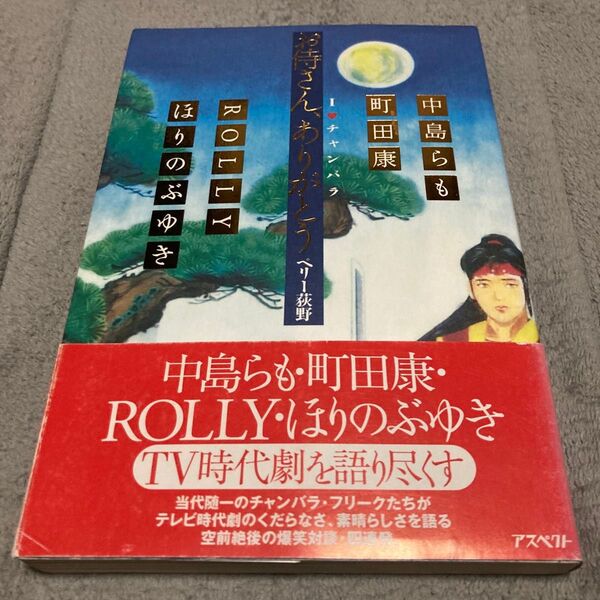 中島らも
町田康
お侍さん、ありがとう
I♥チャンバラ
ペリー荻野
ROLLY
ほりのぶゆき
中島らも・町田康・
ROLLY・ほりのぶゆき
TV時代劇を語り尽くす
当代随一のチャンバラ・フリークたちが
テレビ時代劇のくだらなさ、素晴らしさを語る
空前絶後の爆笑対談・四連発
アスペクト